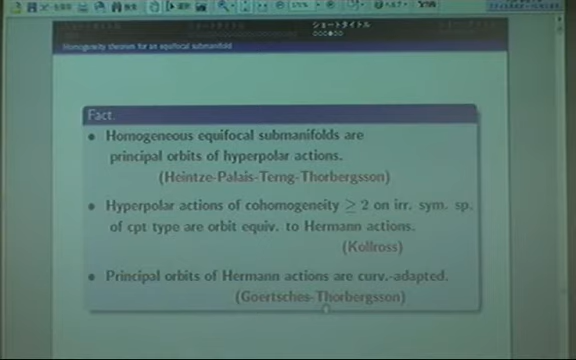 ショートタイトル
Homogeneity theorem for an equifocal submanifold
Fact.
• Homogeneous equifocal submanifolds are
principal orbits of hyperpolar actions.
(Heintze-Palais-Terng-Thorbergsson)
• Hyperpolar actions of cohomogeneity ≥ 2 on irr. sym. sp.
of cpt type are orbit equiv. to Hermann actions.
(Kollross)
• Principal orbits of Hermann actions are curv.-adapted.
(Goertsches-Thorbergsson)